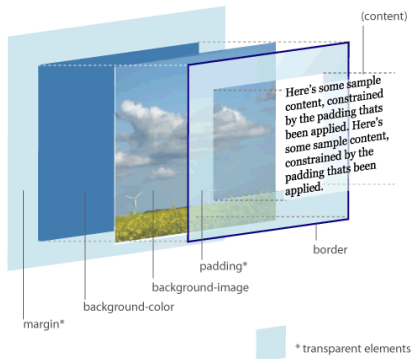 (content)
Here's some sample
content, constrained
by the padding thats
been applied. Here's
some sample content,
constrained by the
padding thats been
applied.
border
padding*
background-image
background-color
margin*
* transparent elements